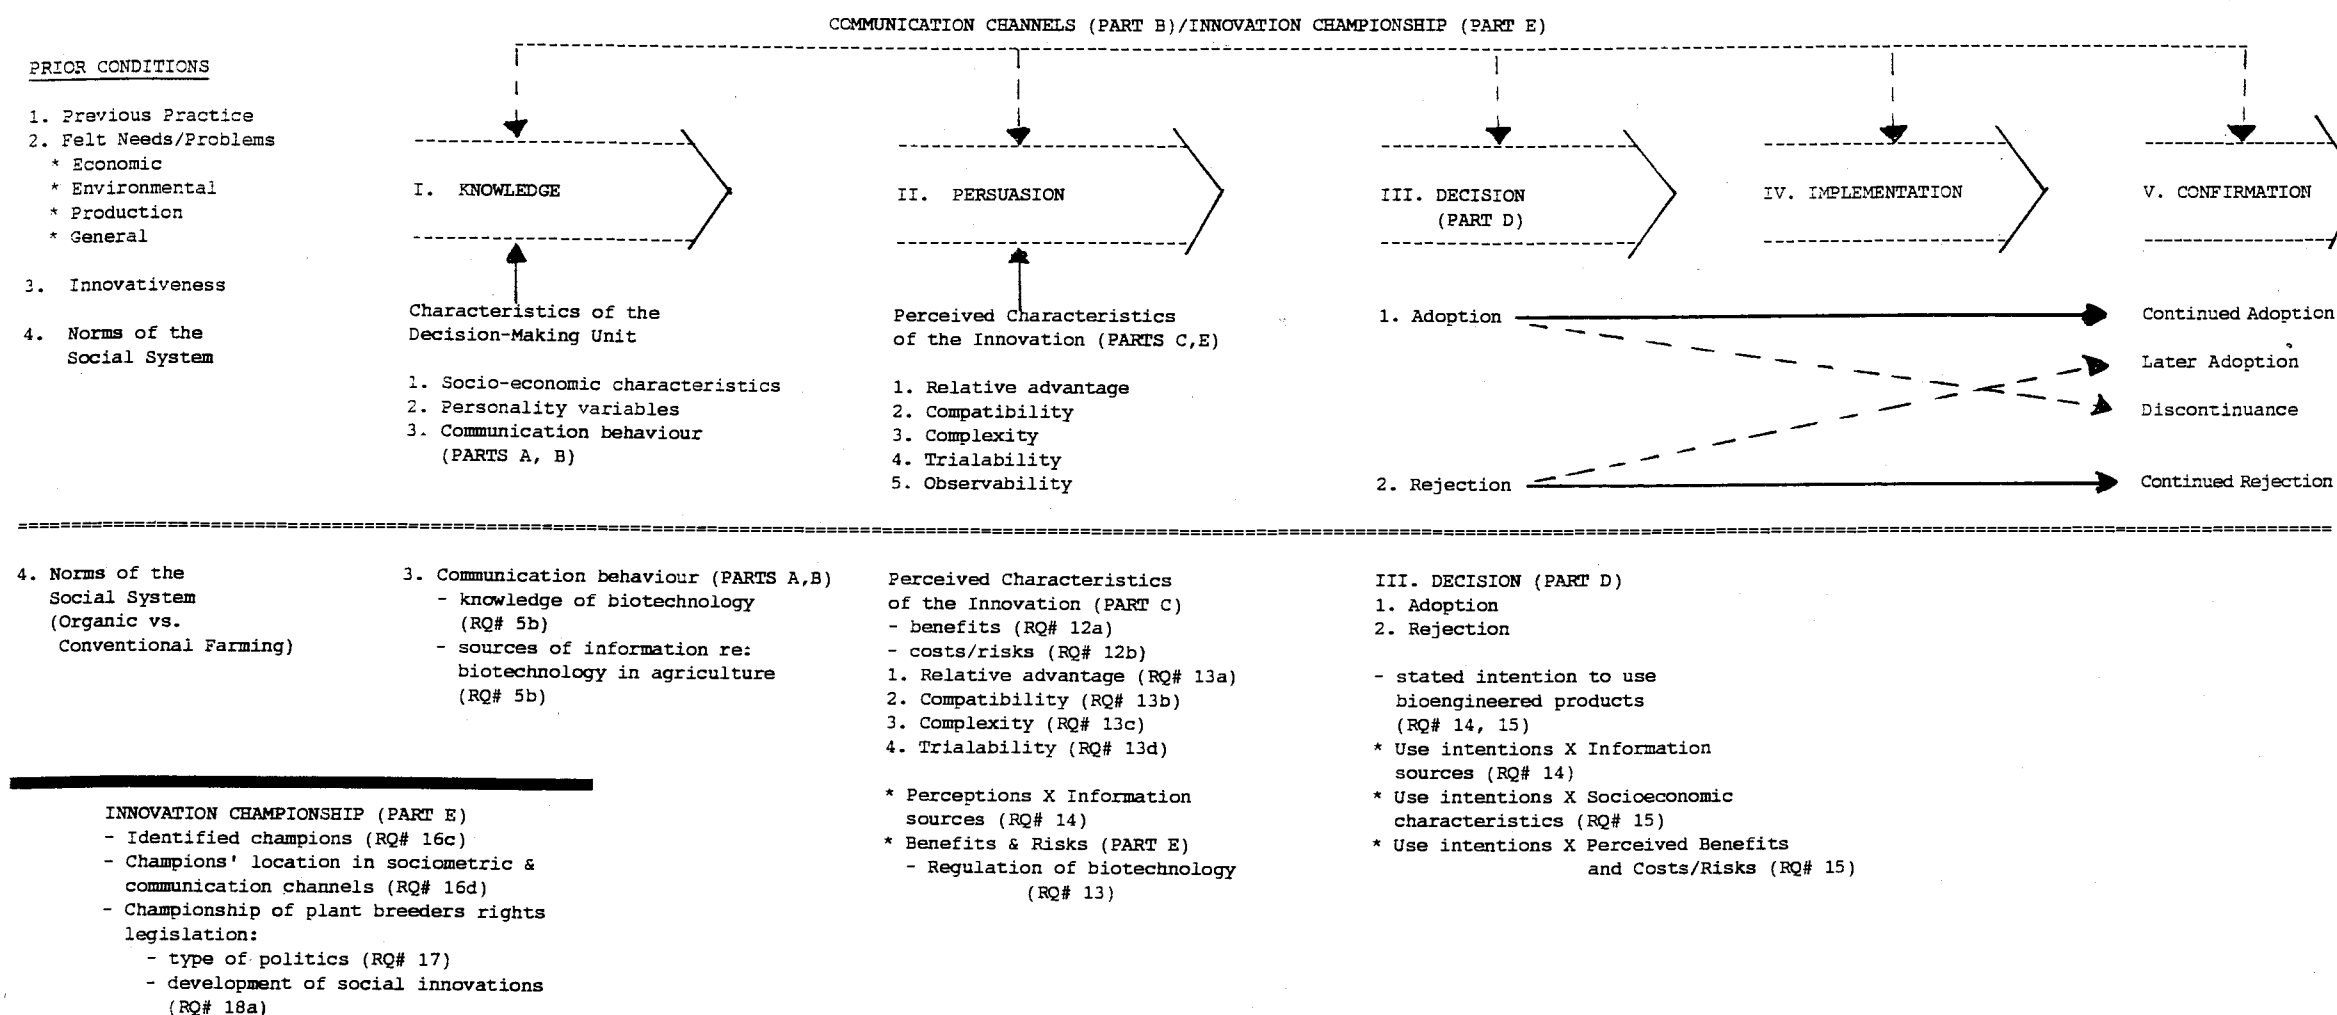 COMMUNICATION CHANNELS (PART B)/INNOVATION CHAMPIONSHIP (PART E)
PRIOR CONDITIONS
1. Previous Practice
2. Felt Needs/Problems
* Economic
* Environmental
* Production
* General
3. Innovativeness
4. Norms of the
Social System
I. KNOWLEDGE
Characteristics of the
Decision-Making Unit
1. Socio-economic characteristics
2. Personality variables
3. Communication behaviour
(PARTS A, B)
II. PERSUASION
Perceived Characteristics
of the Innovation (PARTS C,E)
1. Relative advantage
2. Compatibility
3. Complexity
4. Trialability
5. Observability
III. DECISION
(PART D)
1. Adoption
2. Rejection
IV. IMPLEMENTATION
V. CONFIRMATION
Continued Adoption
Later Adoption
Discontinuance
Continued Rejection
4. Norms of the
Social System
(Organic vs.
Conventional Farming)
3. Communication behaviour (PARTS A,B)
- knowledge of biotechnology
(RQ# 5b)
- sources of information re:
biotechnology in agriculture
(RQ# 5b)
Perceived Characteristics
of the Innovation (PART C)
- benefits (RQ# 12a)
- costs/risks (RQ# 12b)
1. Relative advantage (RQ# 13a)
2. Compatibility (RQ# 13b)
3. Complexity (RQ# 13c)
4. Trialability (RQ# 13d)
* Perceptions X Information
sources (RQ# 14)
* Benefits & Risks (PART E)
- Regulation of biotechnology
(RQ# 13)
III. DECISION (PART D)
1. Adoption
2. Rejection
- stated intention to use
bioengineered products
(RQ# 14, 15)
* Use intentions X Information
sources (RQ# 14)
* Use intentions X Socioeconomic
characteristics (RQ# 15)
* Use intentions X Perceived Benefits
and Costs/Risks (RQ# 15)
INNOVATION CHAMPIONSHIP (PART E)
- Identified champions (RQ# 16c)
- Champions' location in sociometric &
communication channels (RQ# 16d)
- Championship of plant breeders rights
legislation:
- type of politics (RQ# 17)
- development of social innovations
(RQ# 18a)